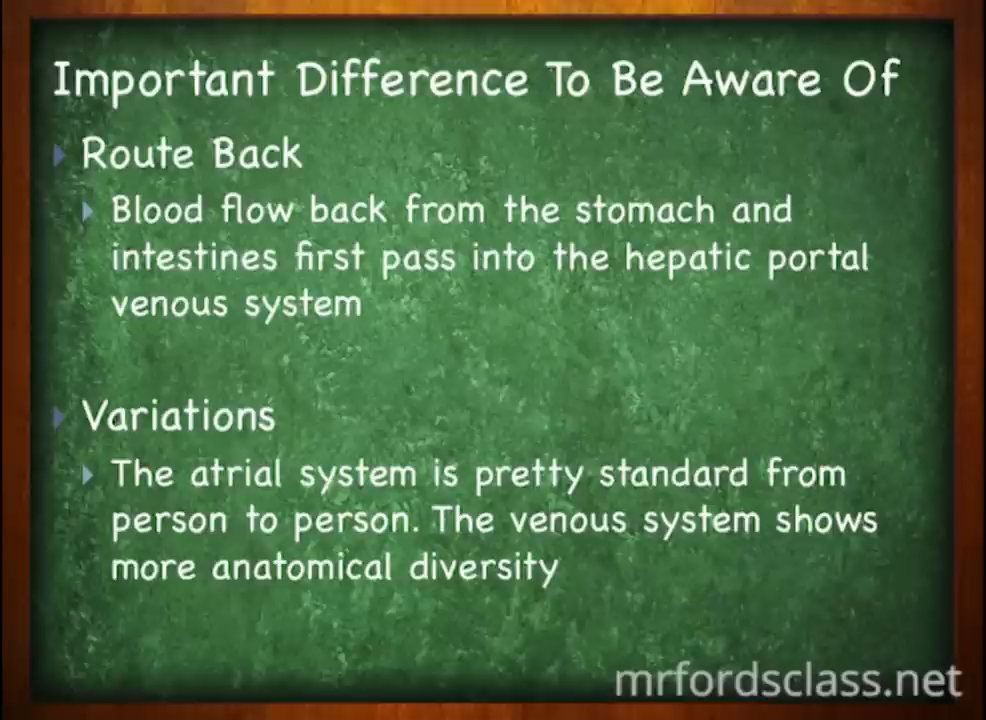 Important Difference To Be Aware Of
Route Back
Blood flow back from the stomach and
intestines first pass into the hepatic portal
venous system
Variations
The atrial system is pretty standard from
person to person. The venous system shows
more anatomical diversity
mrfordsclass.net